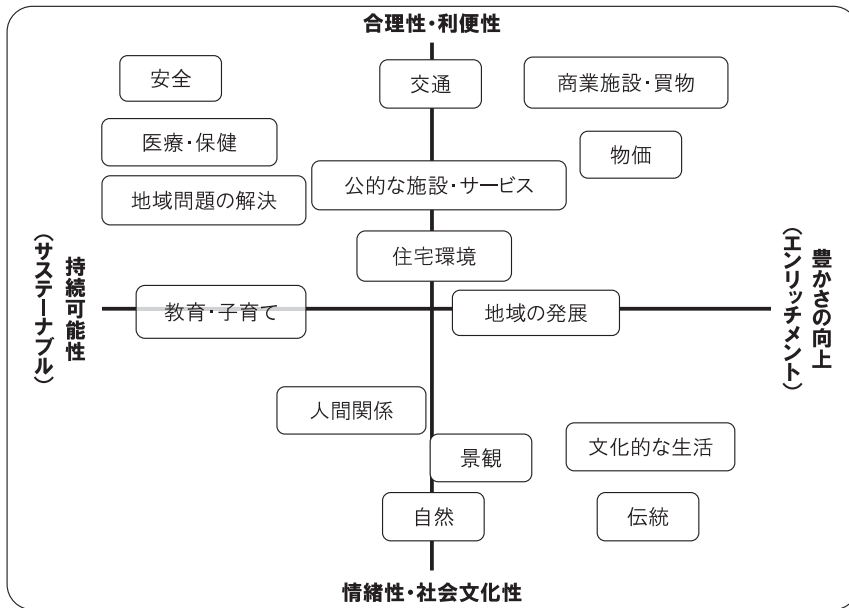 合理性・利便性
安全
交通
商業施設・買物
医療・保健
物価
地域問題の解決
公的な施設・サービス
住宅環境
持続可能性
(サステーナブル)
豊かさの向上
(エンリッチメント)
教育・子育て
地域の発展
人間関係
景観
文化的な生活
自然
伝統
情緒性・社会文化性